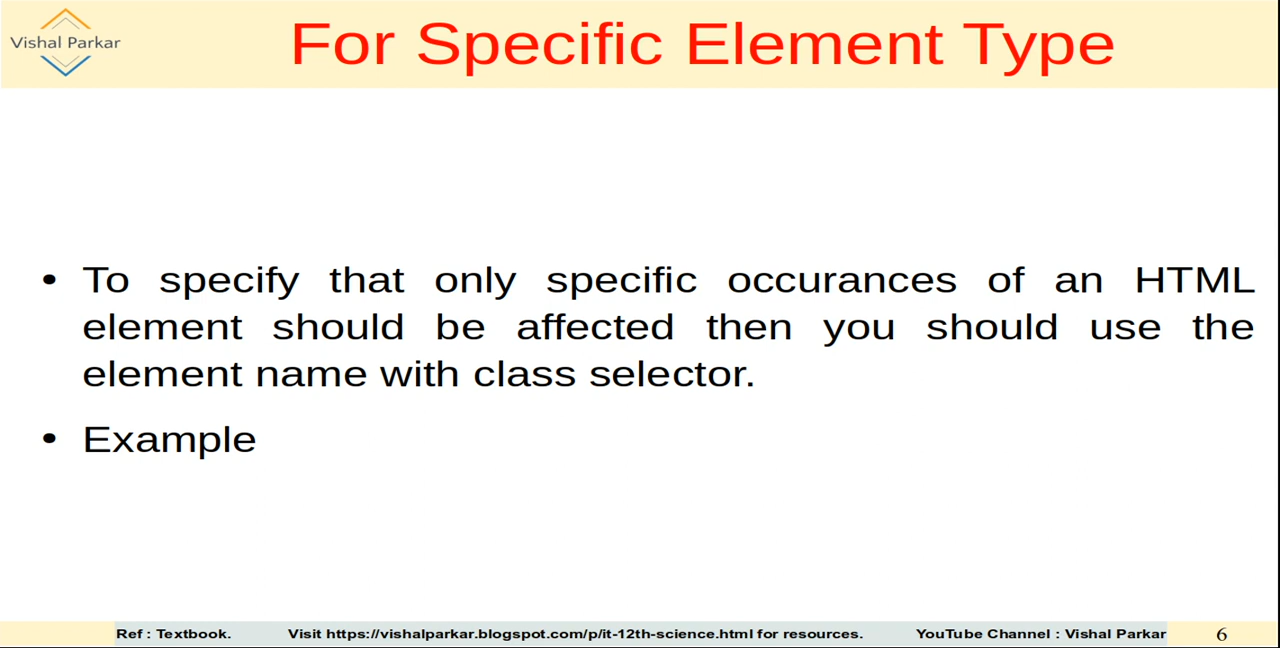 Vishal Parkar
For Specific Element Type
• To specify that only specific occurances of an HTML
element should be affected then you should use the
element name with class selector.
• Example
Ref : Textbook. Visit https://vishalparkar.blogspot.com/p/it-12th-science.html for resources. YouTube Channel : Vishal Parkar 6